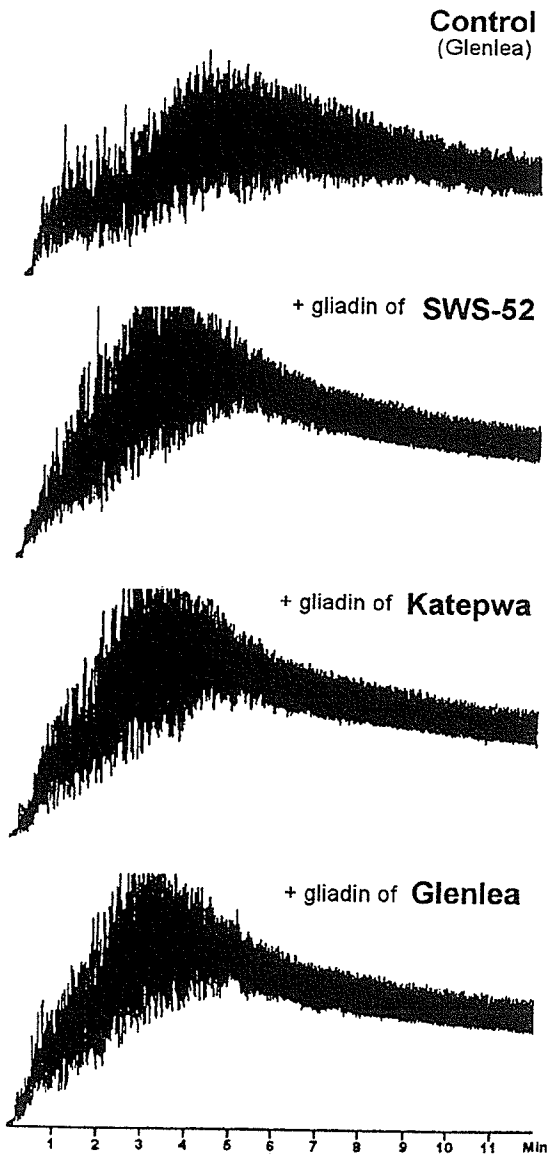 Control
(Glenlea)
+ gliadin of SWS-52
+ gliadin of Katepwa
+ gliadin of Glenlea
1 2 3 4 5 6 7 8 9 10 11 Min